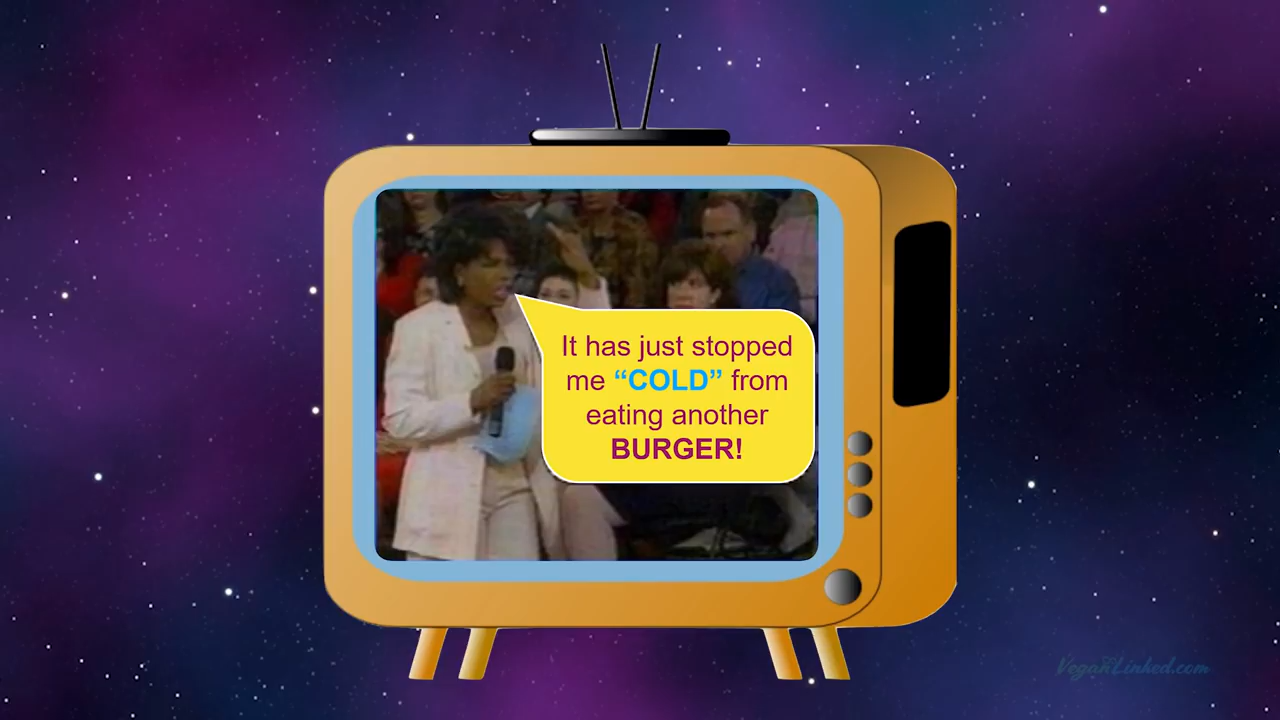 It has just stopped
me “COLD” from
eating another
BURGER!
VeganLinked.com